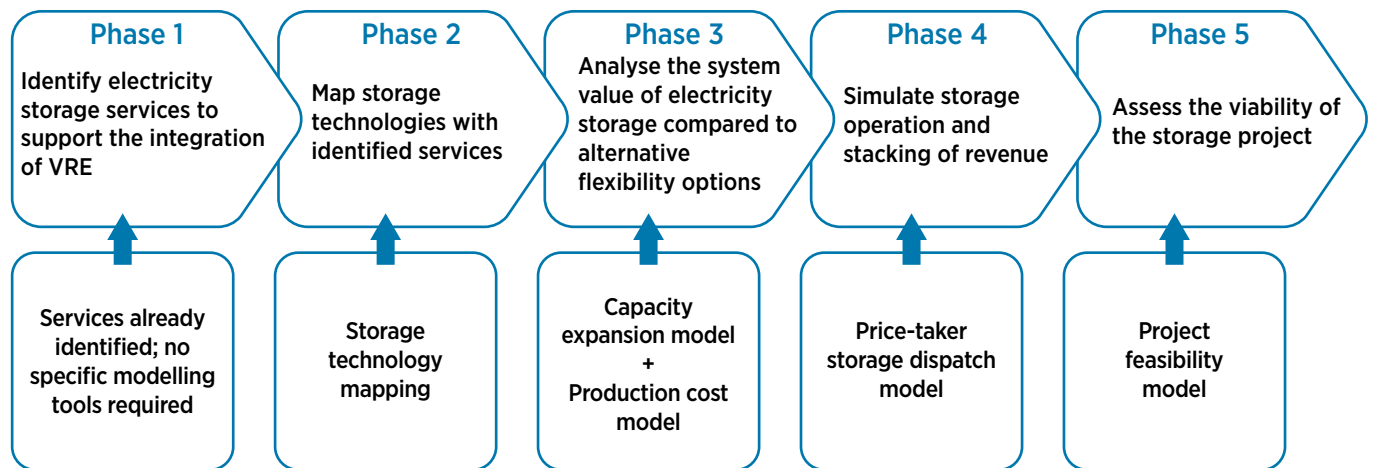 Phase 1
Identify electricity
storage services to
support the integration
of VRE
Phase 2
Map storage
technologies with
identified services
Phase 3
Analyse the system
value of electricity
storage compared to
alternative
flexibility options
Phase 4
Simulate storage
operation and
stacking of revenue
Phase 5
Assess the viability of
the storage project
Services already
identified; no
specific modelling
tools required
Storage
technology
mapping
Capacity
expansion model
+
Production cost
model
Price-taker
storage dispatch
model
Project
feasibility
model